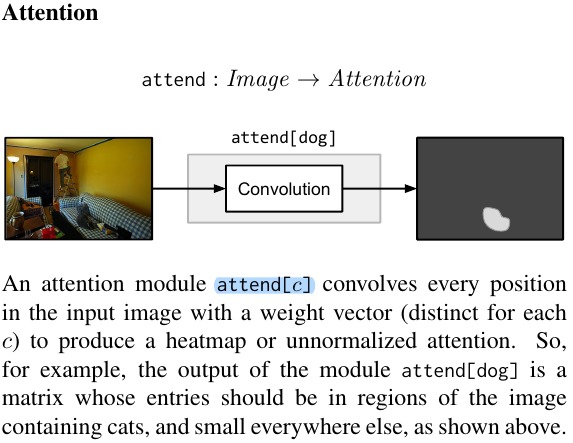 Attention
attend : Image → Attention
attend[dog]
Convolution
An attention module attend[c] convolves every position
in the input image with a weight vector (distinct for each
c) to produce a heatmap or unnormalized attention. So,
for example, the output of the module attend[dog] is a
matrix whose entries should be in regions of the image
containing cats, and small everywhere else, as shown above.